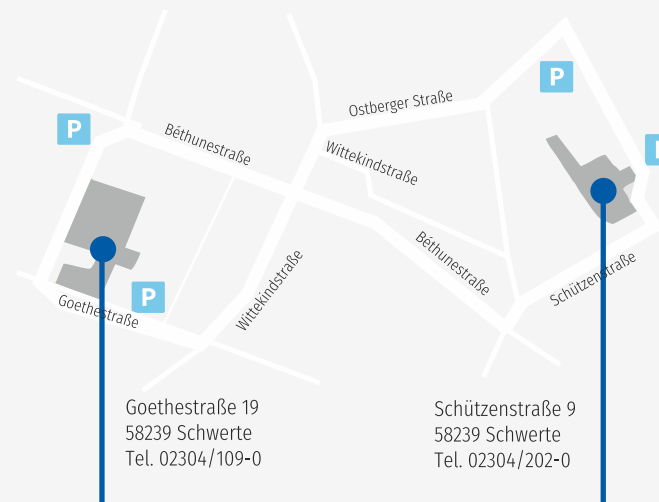 Ostberger Straße
P
P
Béthunestraße
Wittekindstraße
Béthunestraße
Wittekindstraße
Schützenstraße
P
Goethestraße
Goethestraße 19
58239 Schwerte
Tel. 02304/109-0
Schützenstraße 9
58239 Schwerte
Tel. 02304/202-0